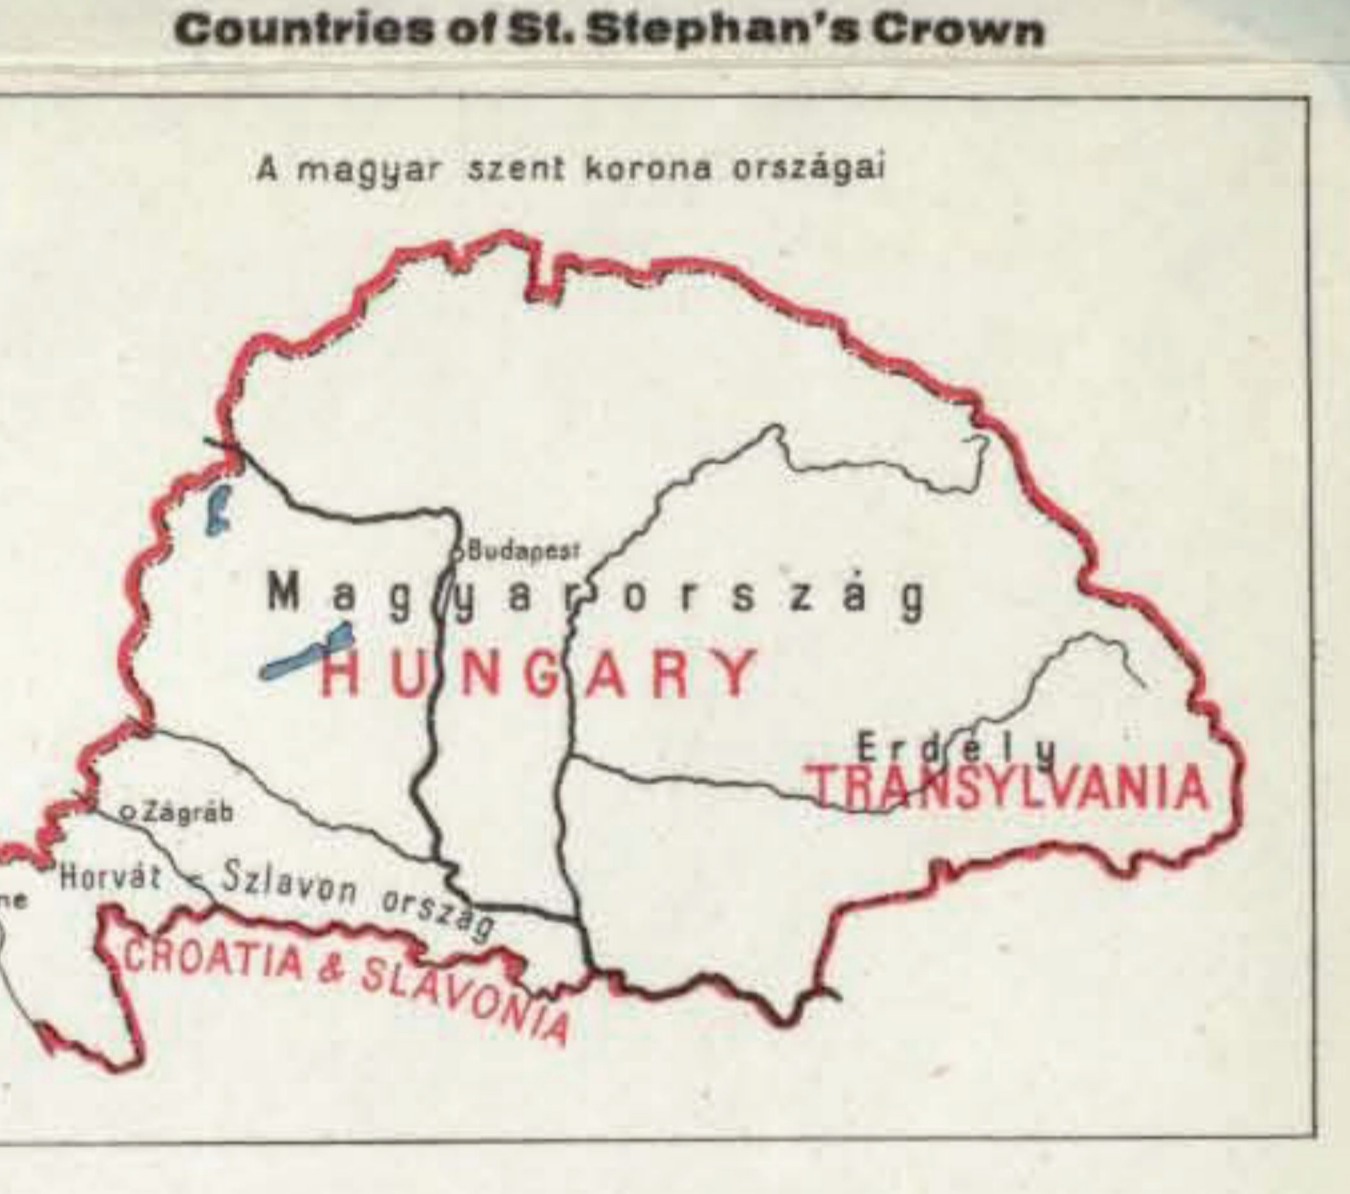 Countries of St. Stephan's Crown
A magyar szent korona országai
Budapest
Magyarország
HUNGARY
Erdély
TRANSYLVANIA
Zágráb
Horvát - Szlavon ország
CROATIA & SLAVONIA